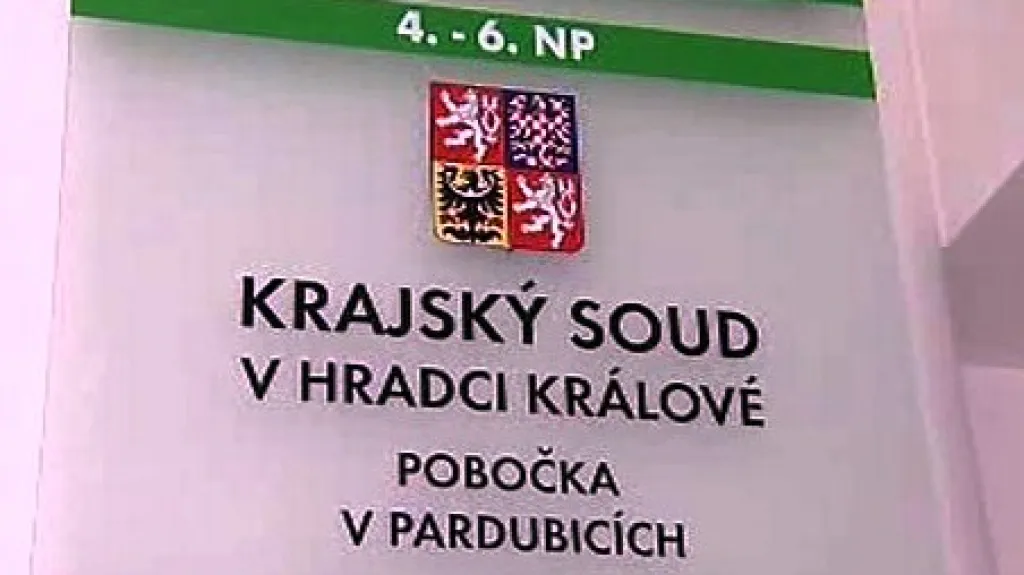 4. - 6. NP
KRAJSKÝ SOUD
V HRADCI KRÁLOVÉ
POBOČKA
V PARDUBICÍCH